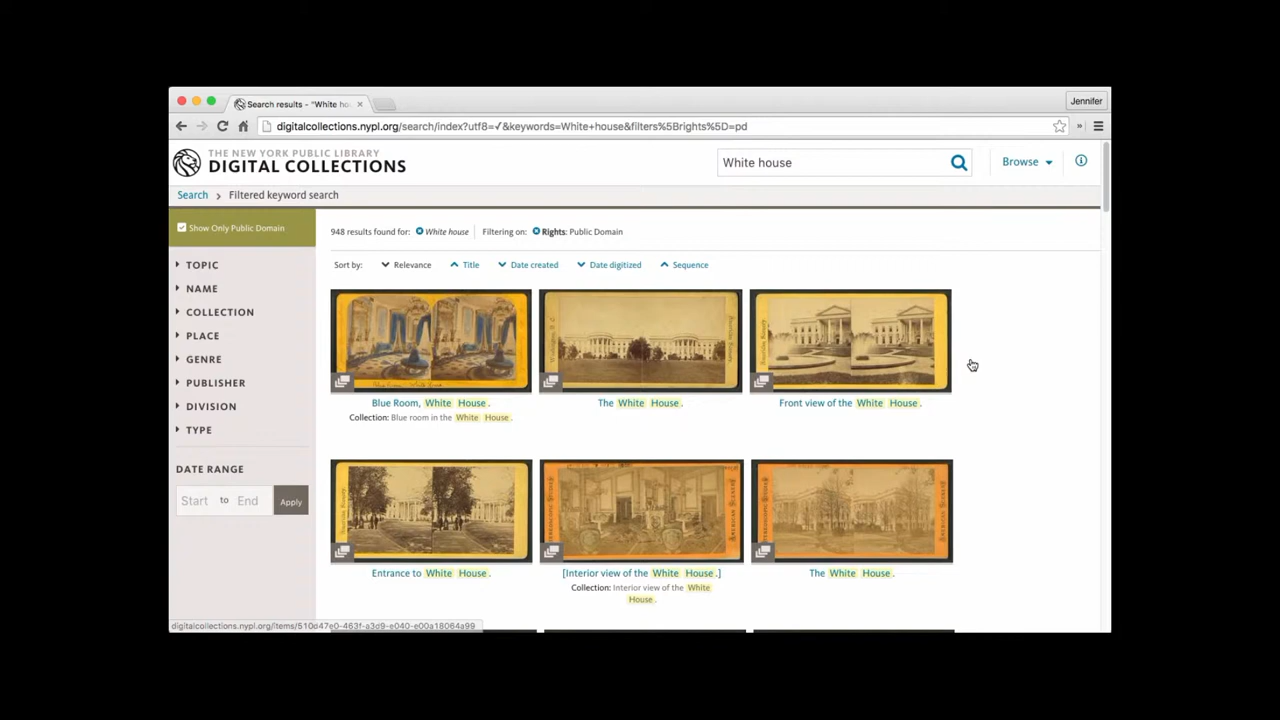 Search results - "White ho
Jennifer
digitalcollections.nypl.org/search/index?utf8=✓&keywords=White+house&filters%5Brights%5D=pd
THE NEW YORK PUBLIC LIBRARY
DIGITAL COLLECTIONS
White house
Browse
Search > Filtered keyword search
Show Only Public Domain
948 results found for: White house Filtering on: Rights: Public Domain
Sort by: Relevance Title Date created Date digitized Sequence
TOPIC
NAME
COLLECTION
PLACE
GENRE
PUBLISHER
DIVISION
TYPE
DATE RANGE
Start to End Apply
Blue Room, White House.
Collection: Blue room in the White House.
The White House.
Front view of the White House.
Entrance to White House.
[Interior view of the White House.]
Collection: Interior view of the White
House.
The White House.
digitalcollections.nypl.org/items/510d47e0-463f-a3d9-e040-e00a18064a99